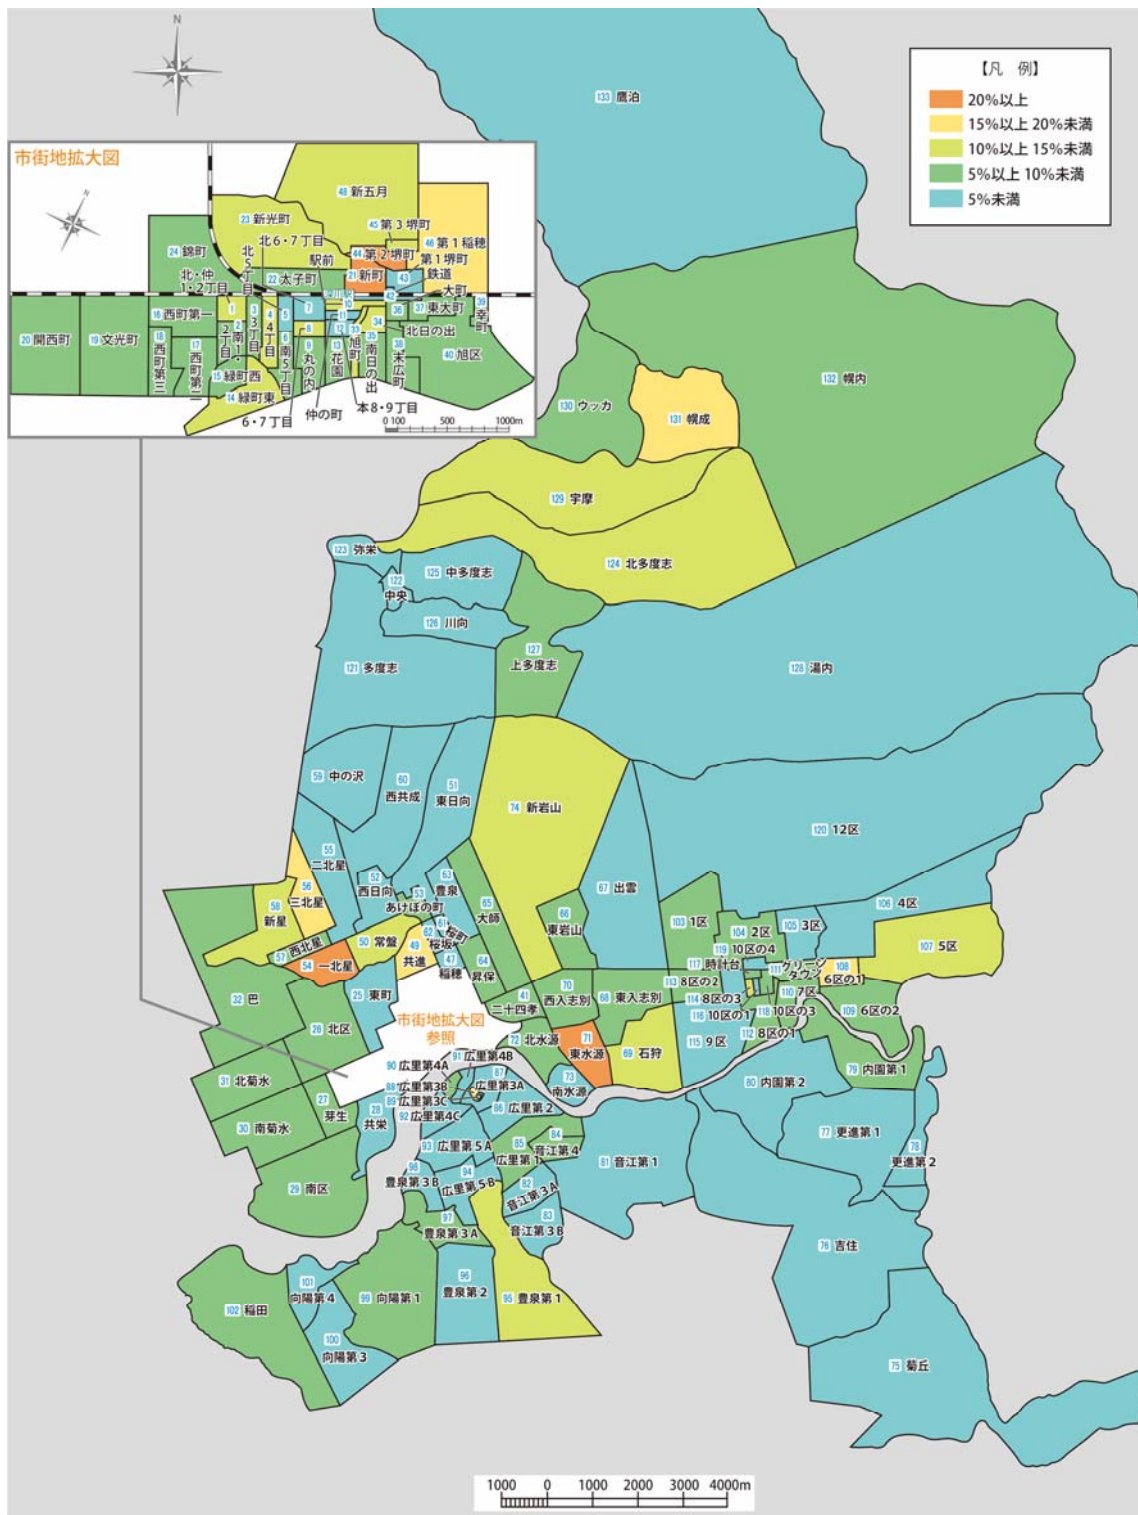 N
【凡　例】
20%以上
15%以上 20%未満
10%以上 15%未満
5%以上 10%未満
5%未満
133 鷹泊
市街地拡大図
N
48 新五月
23 新光町
45 第３堺町
46 第１稲穂
北６・７丁目
44 第２堺町
第１堺町
24 錦町
北５丁目
駅前
22 太子町
21 新町
43
鉄道
北・仲
１・２丁目
42
大町
16 西町第一
1
3
３丁目
4
４丁目
5
7
10
11
36
37 東大町
39 幸町
20 開西町
19 文光町
18 西町第三
17 西町第二
2 南１・２丁目
6 南５丁目
8
9 丸の内
12
13 花園
33 旭町
34
北日の出
35 南日の出
38 末広町
40 旭区
15 緑町西
14 緑町東
6・7丁目
仲の町
本８・９丁目
0 100 500 1000m
132 幌内
130 ウッカ
131 幌成
129 宇摩
124 北多度志
123 弥栄
125 中多度志
122
中央
126 川向
127
上多度志
121 多度志
128 湯内
59 中の沢
60
西共成
51
東日向
74 新岩山
120 12区
55
二北星
52
西日向
63
豊泉
67 出雲
56
三北星
53
あけぼの町
65
大師
66
東岩山
106 4区
58
新星
103 1区
104 2区
105 3区
107 5区
61 桜町
62 桜坂
119 10区の4
57 西北星
50 常盤
49
共進
47
稲穂
64
昇保
117 時計台
111 グリーン
タウン
108
6区の1
54 一北星
113 8区の2
110 7区
32 巴
25 東町
41
二十四孝
70
西入志別
68 東入志別
114 8区の3
118 10区の3
109 6区の2
116 10区の1
112 8区の1
市街地拡大図
参照
26 北区
72 北水源
71
東水源
69 石狩
115 9区
91 広里第4B
90 広里第4A
79 内園第１
31 北菊水
87
広里第3A
73
南水源
80 内園第２
88 広里第3B
89 広里第3C
27
芽生
28
共栄
86 広里第２
30 南菊水
92 広里第4C
77 更進第１
78
更進第２
93 広里第５A
85
広里第１
84
音江第４
81 音江第１
98
豊泉第３B
94
広里第５B
82
音江第３A
29 南区
83
音江第３B
97
豊泉第３A
76 吉住
101
向陽第４
96
豊泉第２
95 豊泉第１
99 向陽第１
102 稲田
100
向陽第３
75 菊丘
1000 0 1000 2000 3000 4000m